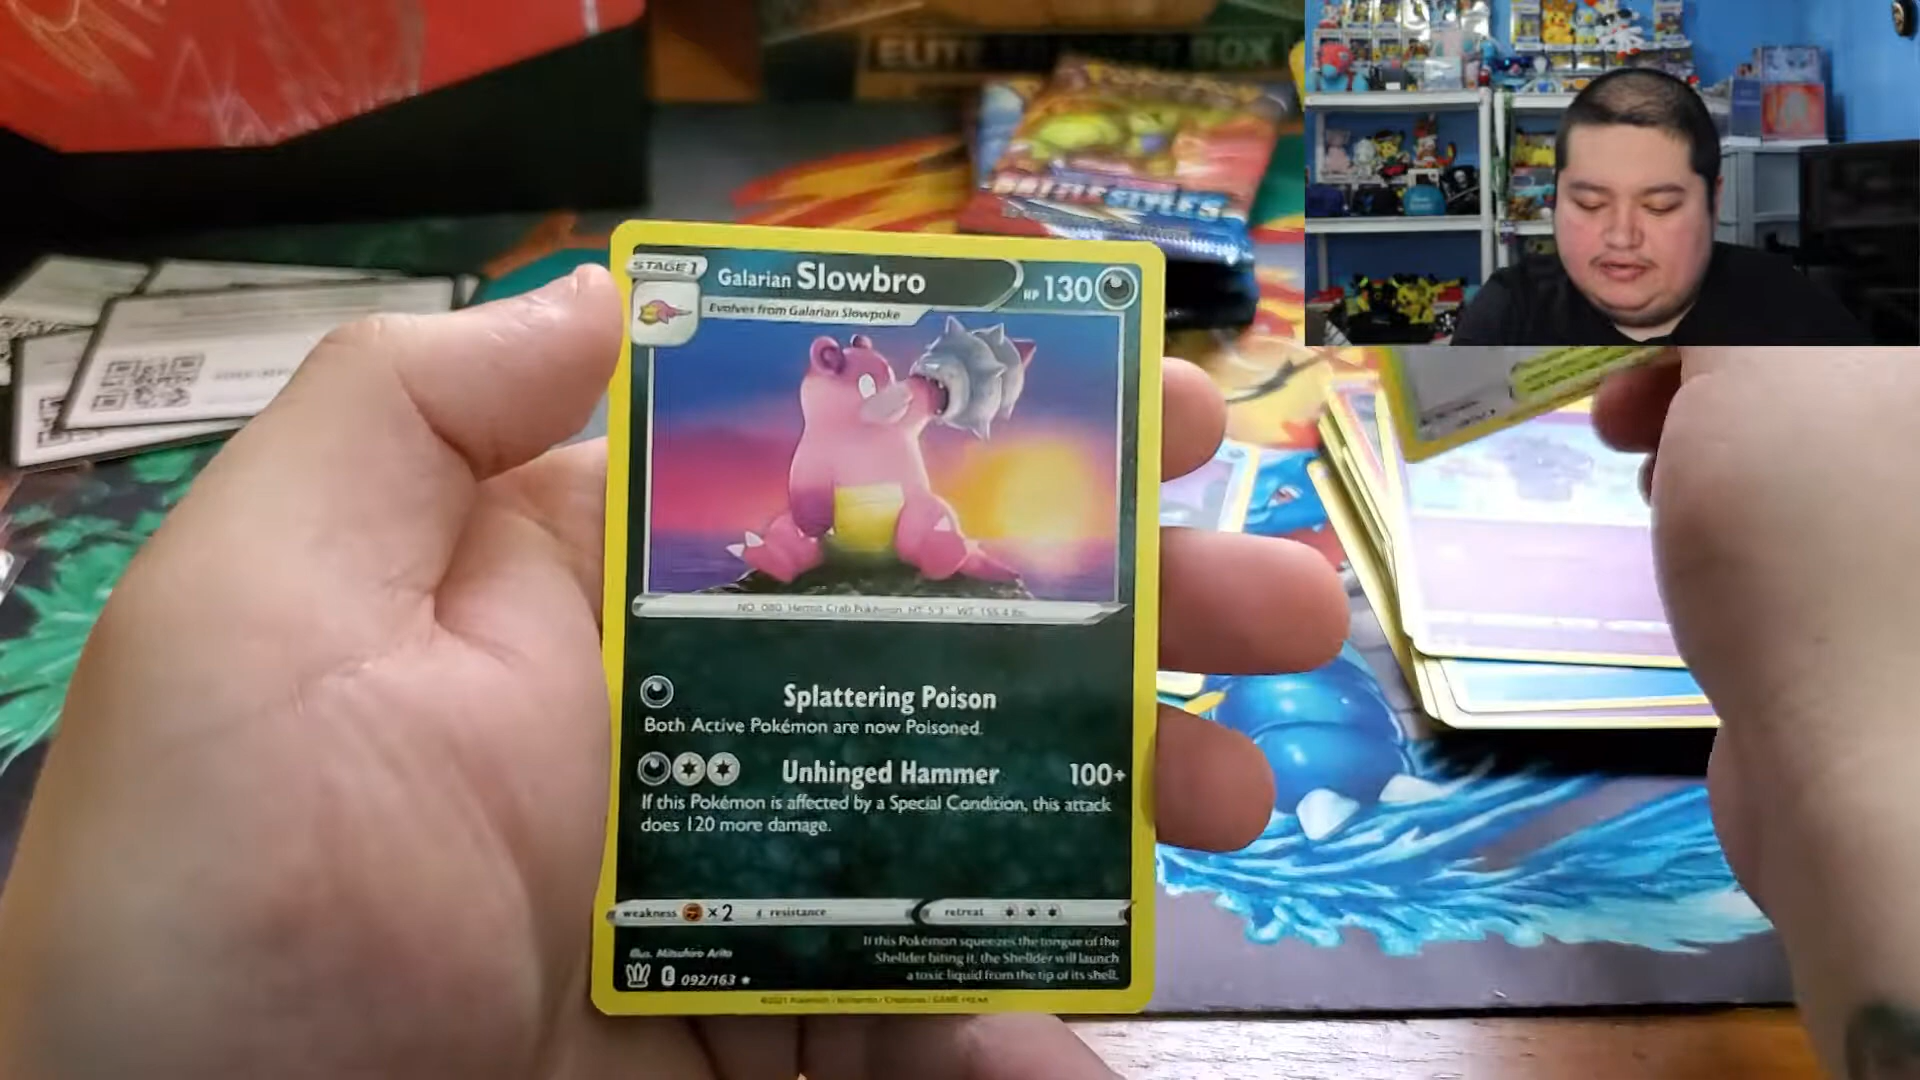 ELITE TRAINER BOX
BATTLE STYLES
STAGE 1
Galarian Slowbro
HP 130
Evolves from Galarian Slowpoke
NO. 080 Hermit Crab Pokémon HT: 5'3" WT: 155.4 lbs.
Splattering Poison
Both Active Pokémon are now Poisoned.
Unhinged Hammer 100+
If this Pokémon is affected by a Special Condition, this attack
does 120 more damage.
weakness ×2 resistance retreat
Illus. Mitsuhiro Arita
If this Pokémon squeezes the tongue of the
Shellder biting it, the Shellder will launch
a toxic liquid from the tip of its shell.
E 092/163 ★
©2021 Pokémon / Nintendo / Creatures / GAME FREAK